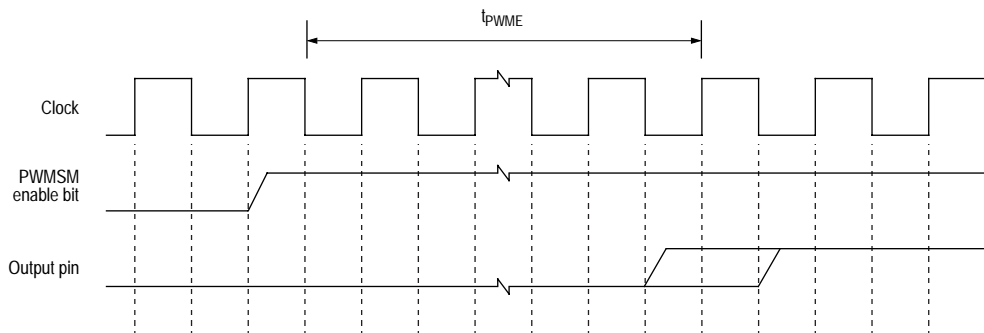 tPWME
Clock
PWMSM
enable bit
Output pin